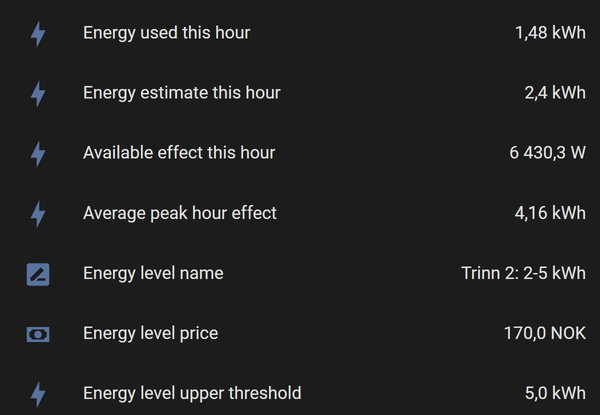 Energy used this hour 1,48 kWh
Energy estimate this hour 2,4 kWh
Available effect this hour 6 430,3 W
Average peak hour effect 4,16 kWh
Energy level name Trinn 2: 2-5 kWh
Energy level price 170,0 NOK
Energy level upper threshold 5,0 kWh